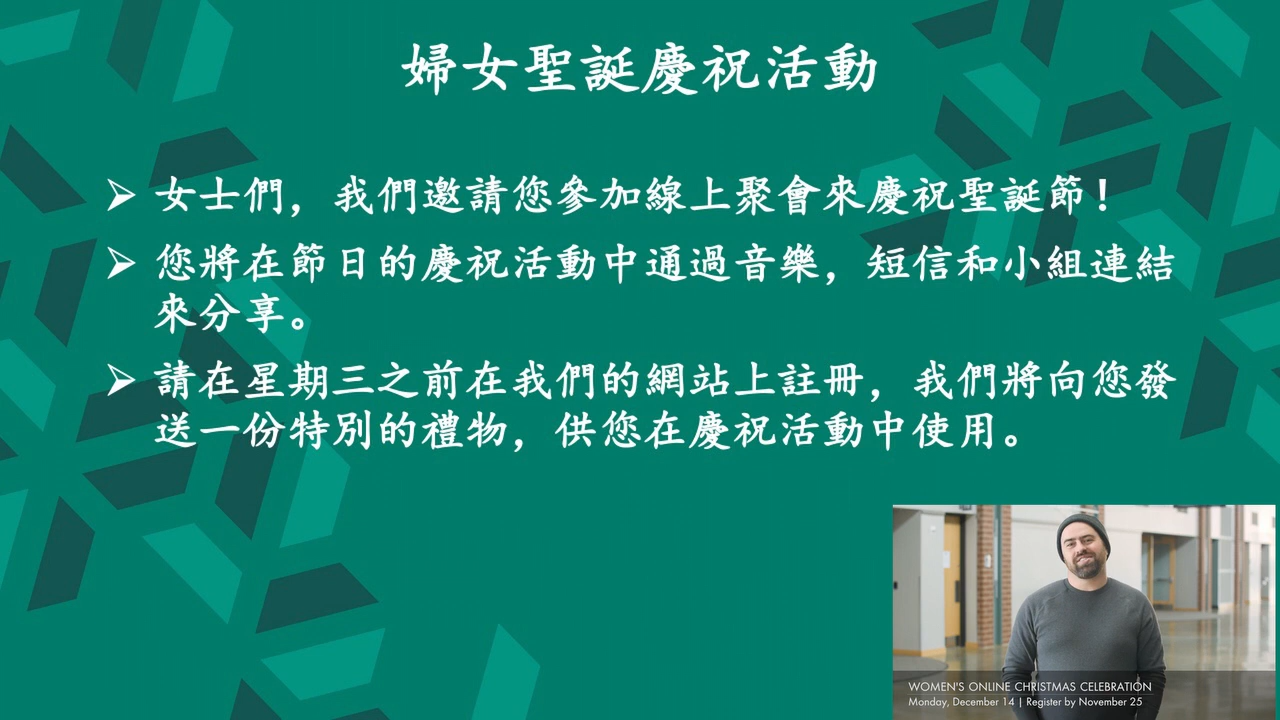 婦女聖誕慶祝活動
➢ 女士們，我們邀請您參加線上聚會來慶祝聖誕節！
➢ 您將在節日的慶祝活動中通過音樂，短信和小組連結
來分享。
➢ 請在星期三之前在我們的網站上註冊，我們將向您發
送一份特別的禮物，供您在慶祝活動中使用。
WOMEN'S ONLINE CHRISTMAS CELEBRATION
Monday, December 14 | Register by November 25